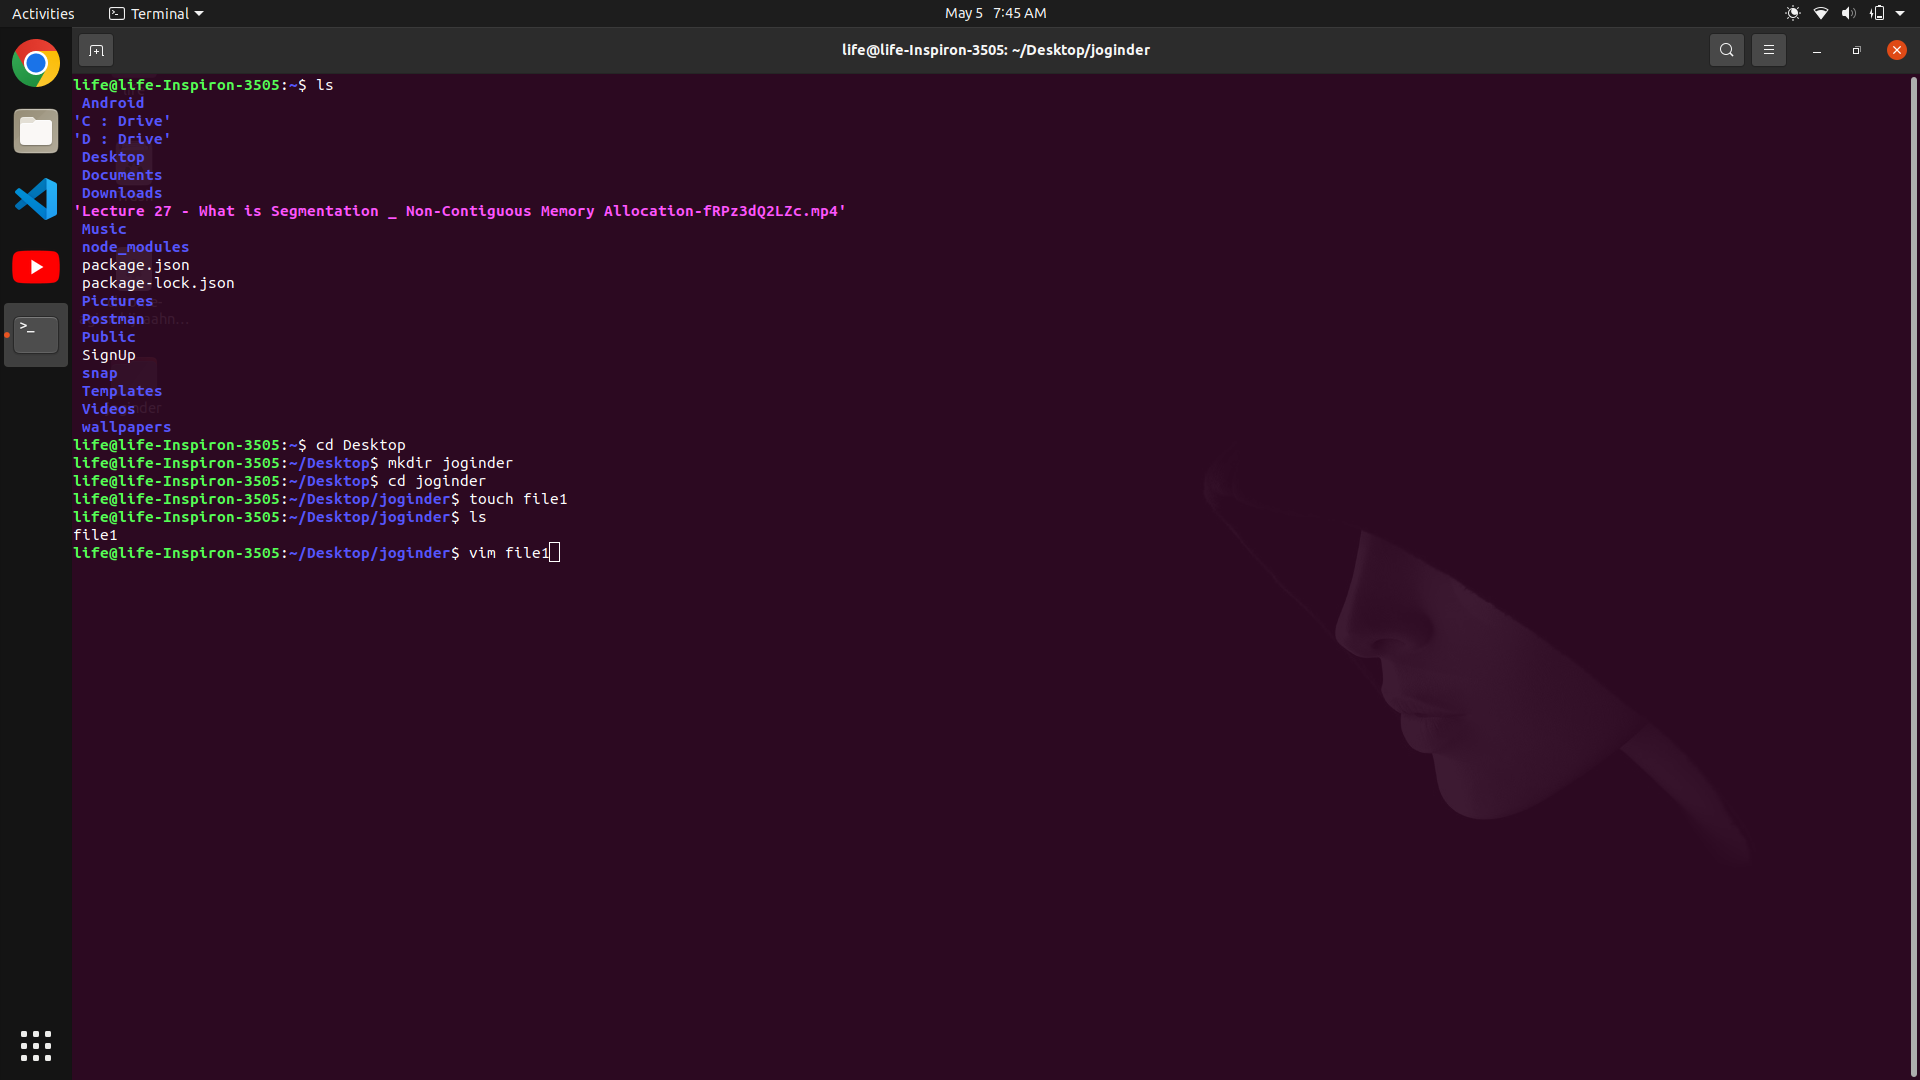 Activities Terminal May 5 7:45 AM
life@life-Inspiron-3505: ~/Desktop/joginder
life@life-Inspiron-3505:~$ ls
Android
'C : Drive'
'D : Drive'
Desktop
Documents
Downloads
'Lecture 27 - What is Segmentation _ Non-Contiguous Memory Allocation-fRPz3dQ2LZc.mp4'
Music
node_modules
package.json
package-lock.json
Pictures
Postman
Public
SignUp
snap
Templates
Videos
wallpapers
life@life-Inspiron-3505:~$ cd Desktop
life@life-Inspiron-3505:~/Desktop$ mkdir joginder
life@life-Inspiron-3505:~/Desktop$ cd joginder
life@life-Inspiron-3505:~/Desktop/joginder$ touch file1
life@life-Inspiron-3505:~/Desktop/joginder$ ls
file1
life@life-Inspiron-3505:~/Desktop/joginder$ vim file1